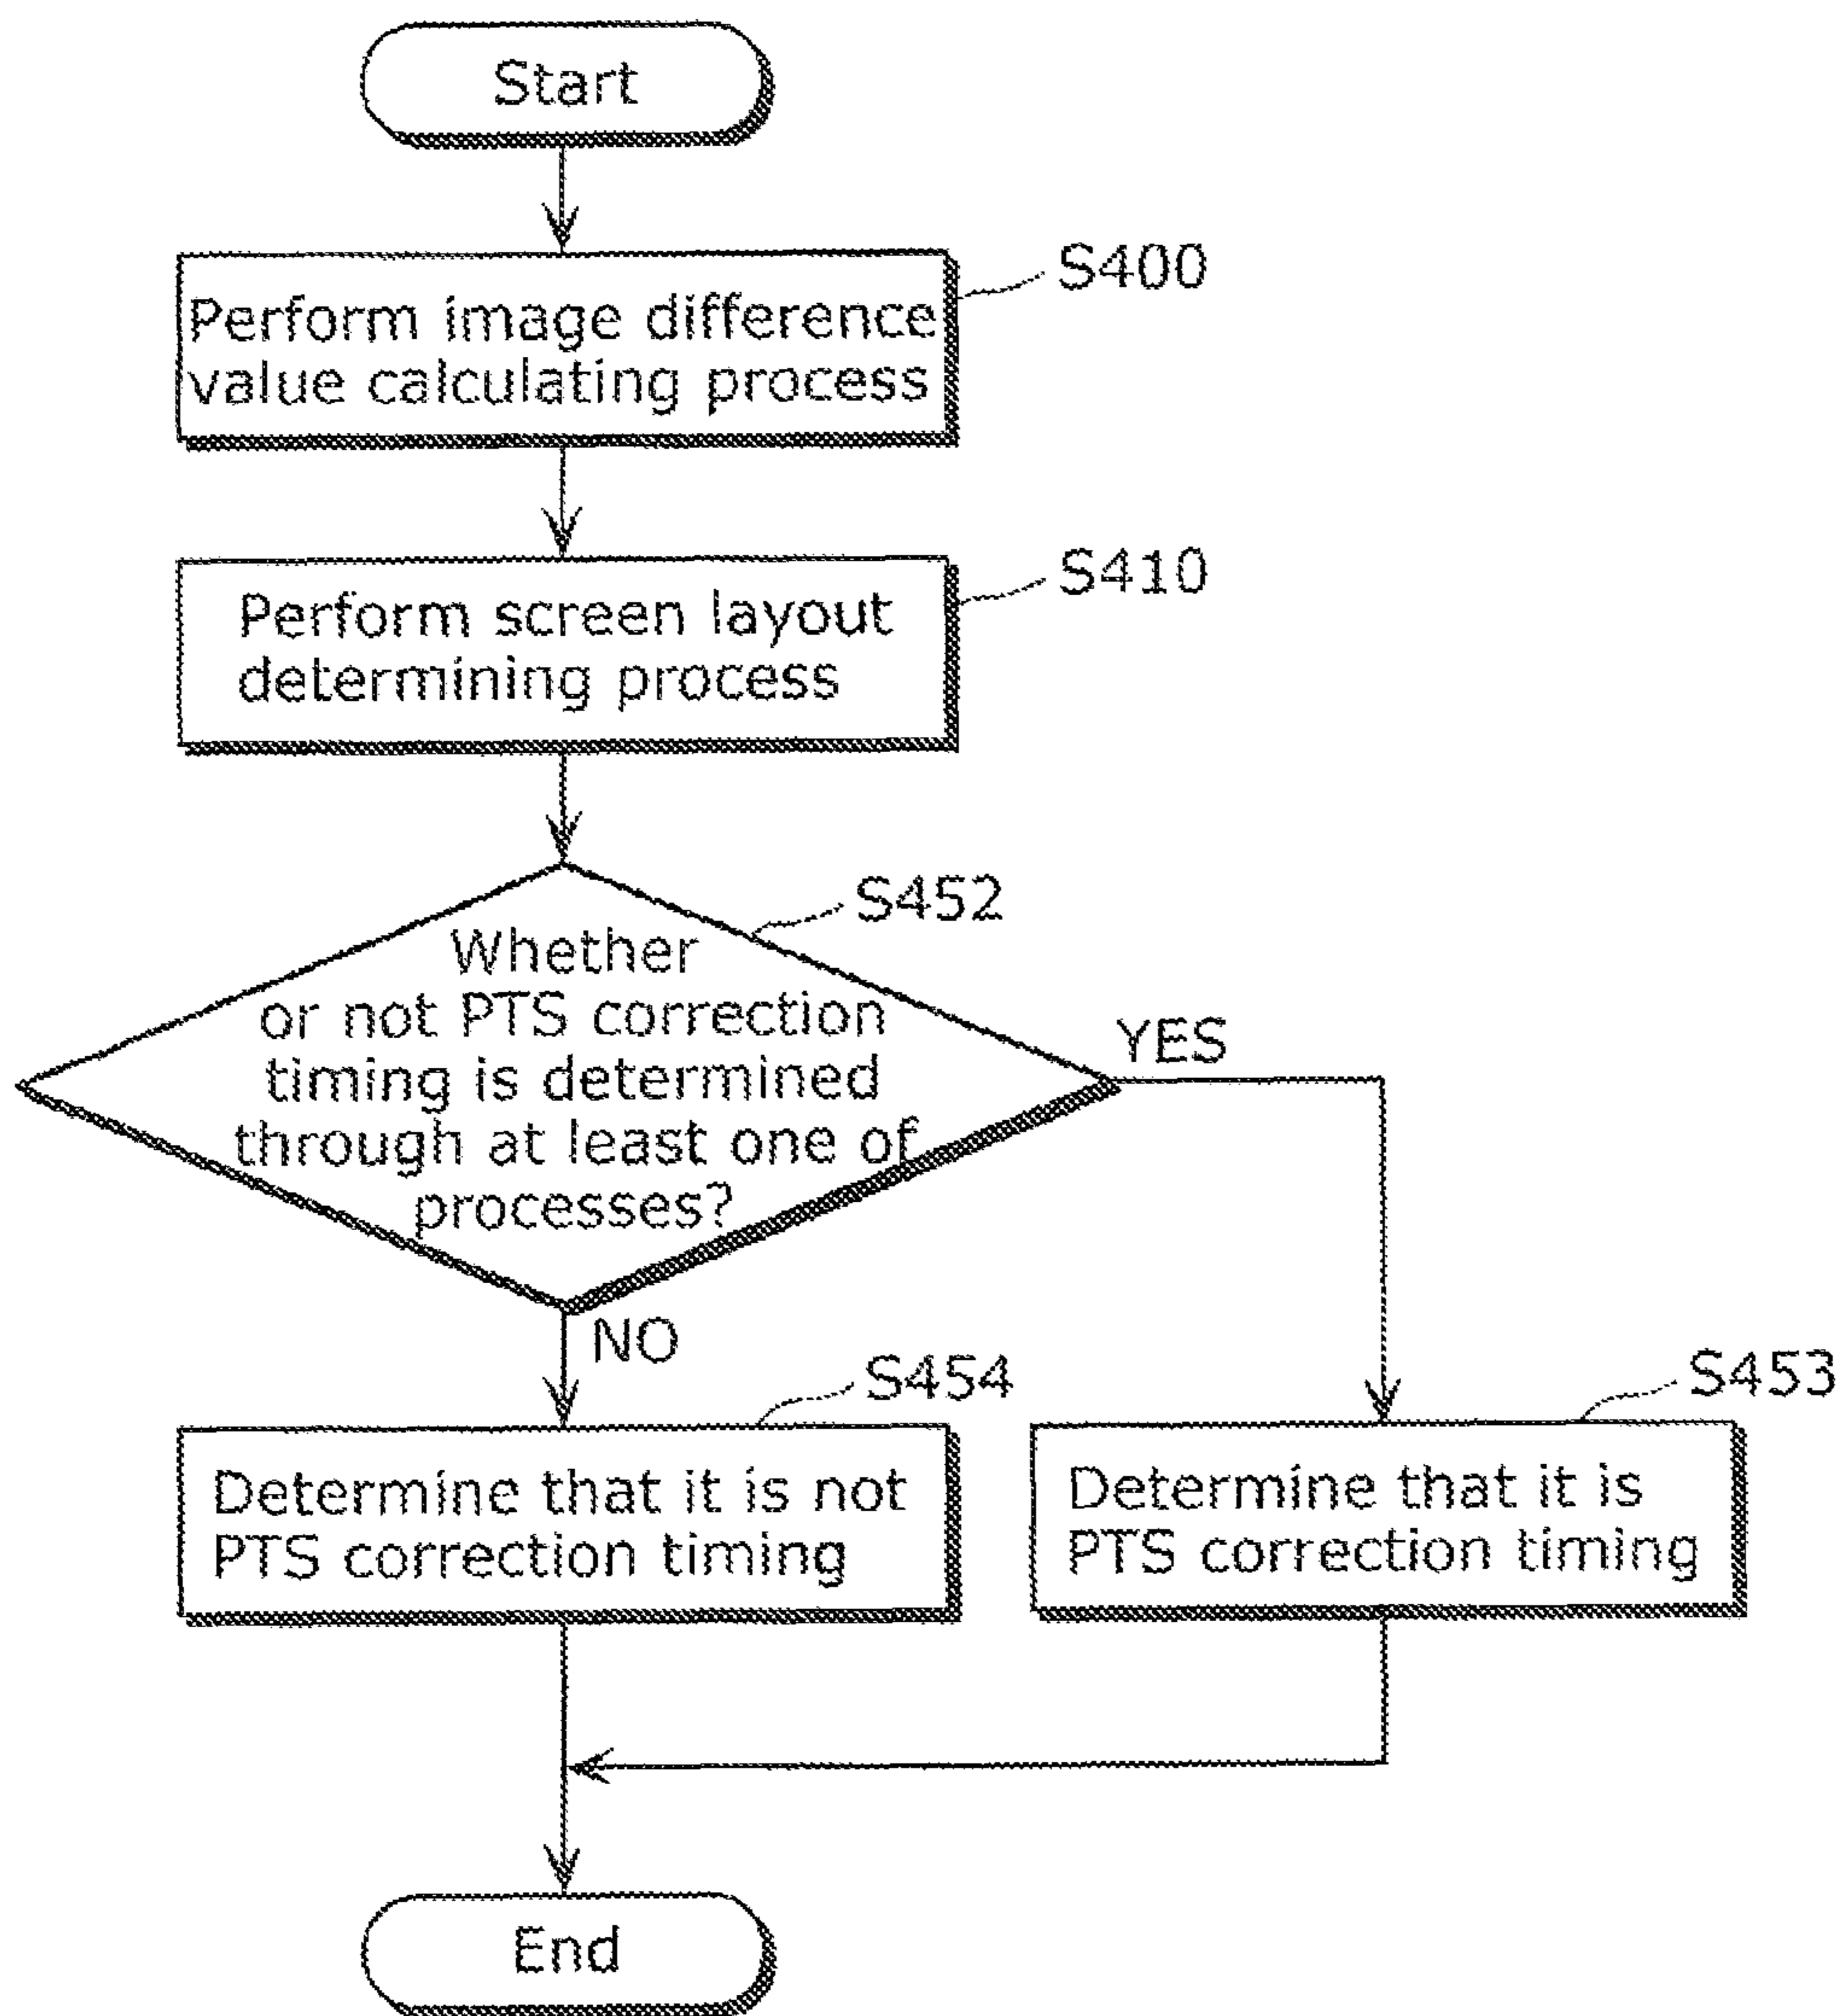 Start
S400
Perform image difference
value calculating process
S410
Perform screen layout
determining process
S452
Whether
or not PTS correction
timing is determined
through at least one of
processes?
YES
NO
S454
Determine that it is not
PTS correction timing
S453
Determine that it is
PTS correction timing
End